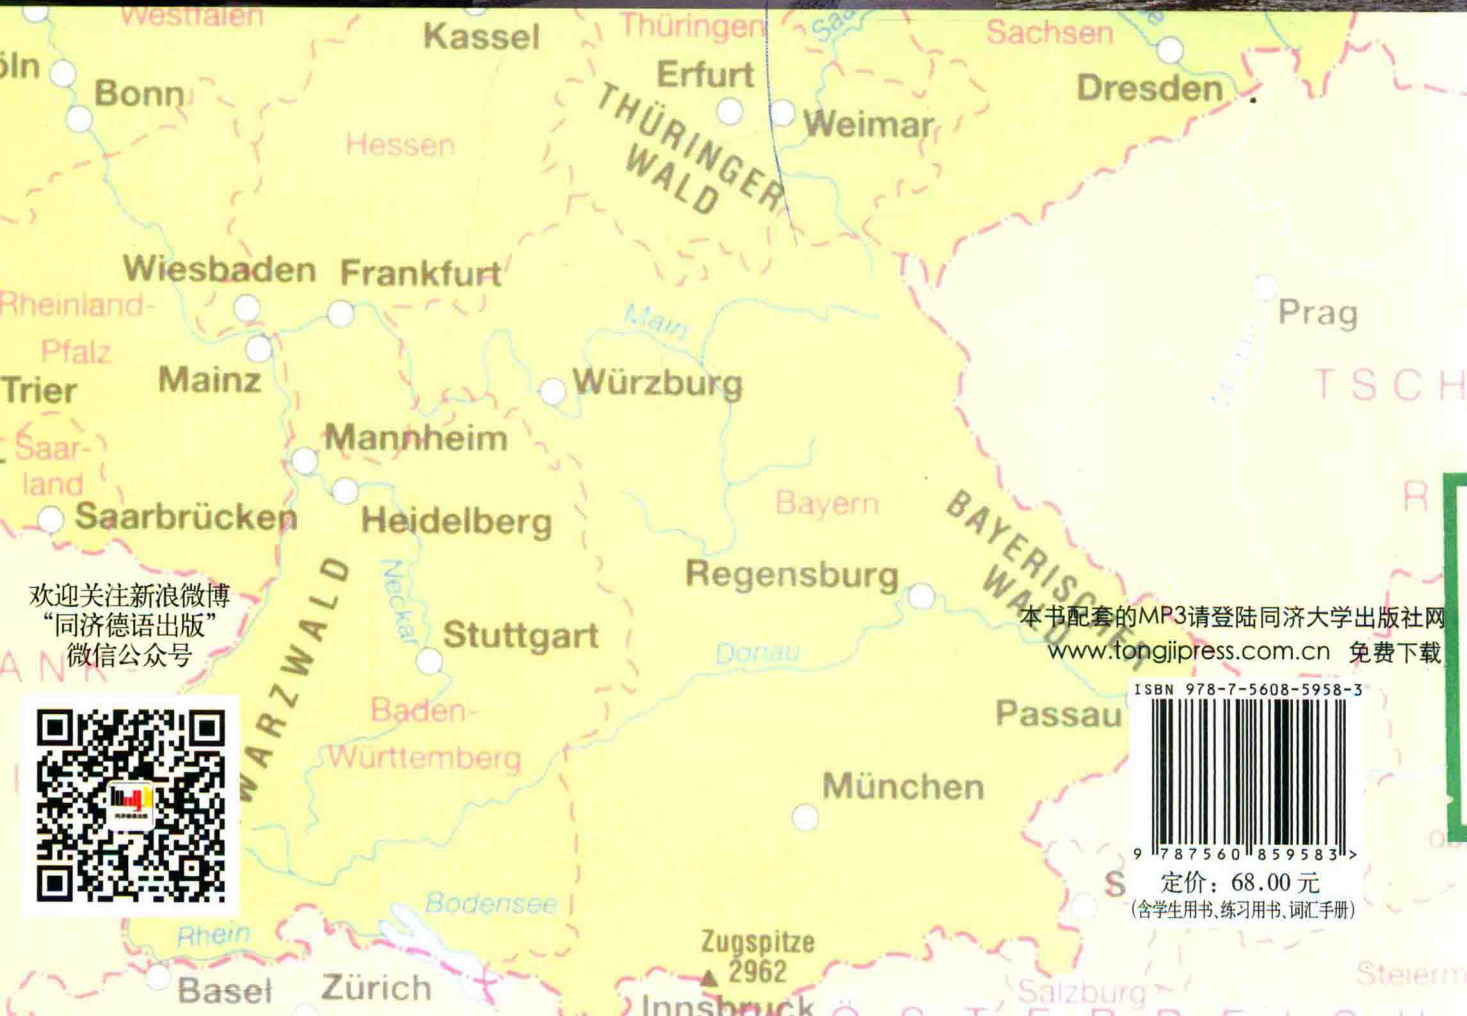 Westfalen
Kassel
Thüringen
Saa
Sachsen
öln
Bonn
Erfurt
Dresden
THÜRINGER
WALD
Weimar
Hessen
Wiesbaden
Frankfurt
Rheinland-
Pfalz
Main
Prag
Trier
Mainz
Würzburg
TSCH
Saar-
land
Mannheim
Saarbrücken
Heidelberg
Bayern
R
BAYERISCHER
WALD
Regensburg
Neckar
WARZWALD
Stuttgart
Donau
欢迎关注新浪微博
“同济德语出版”
微信公众号
ANK-
本书配套的MP3请登陆同济大学出版社网
www.tongjipress.com.cn 免费下载
ISBN 978-7-5608-5958-3
Passau
Baden-
Württemberg
München
9 787560 859583>
S
定价：68.00元
(含学生用书、练习用书、词汇手册)
Bodensee
Rhein
Zugspitze
2962
Basel
Zürich
Innsbruck
Salzburg
Steierm
ÖSTERREICH